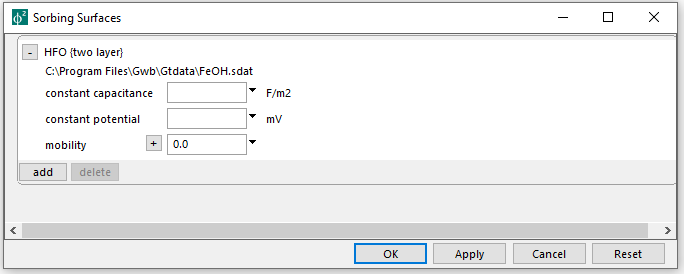 Sorbing Surfaces
- HFO {two layer}
C:\Program Files\Gwb\Gtdata\FeOH.sdat
constant capacitance F/m2
constant potential mV
mobility + 0.0
add delete
OK Apply Cancel Reset